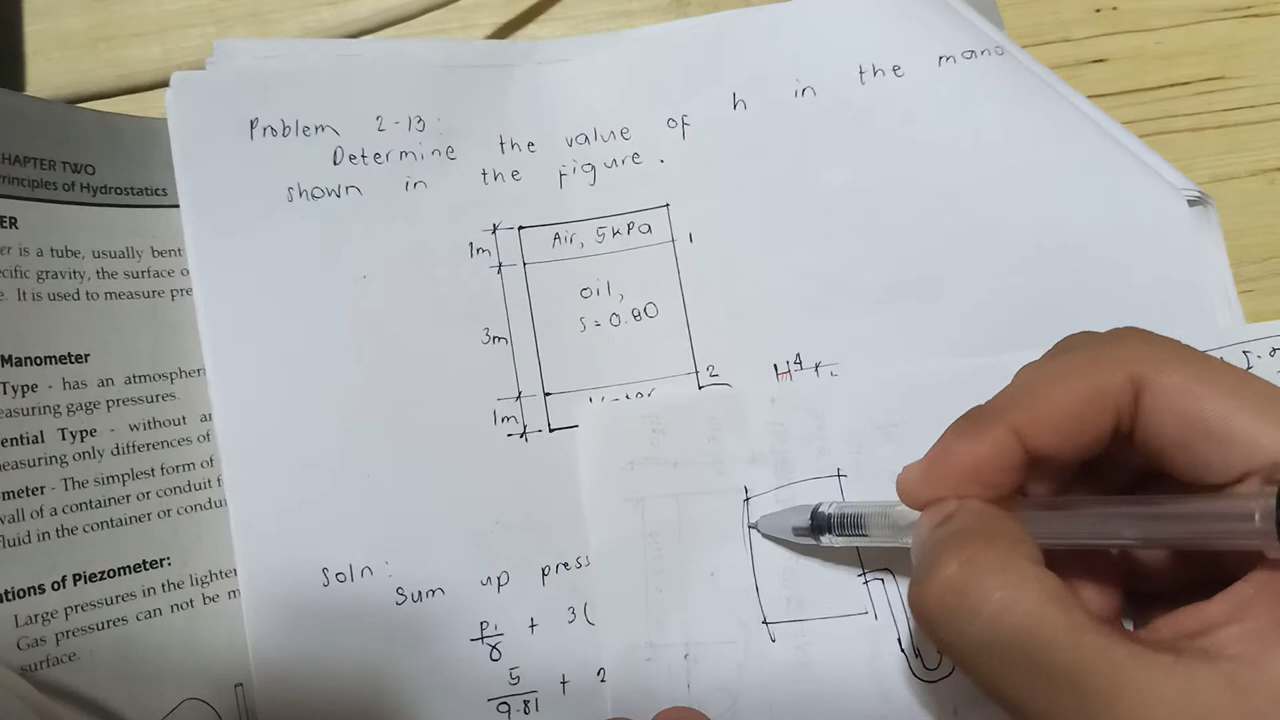 Problem 2-13:
Determine the value of h in the mano
shown in the figure.
1m
Air, 5kPa
1
oil,
S = 0.80
3m
2
1m
Soln:
Sum up press
P1/γ + 3(
5/9.81 + 2
HAPTER TWO
rinciples of Hydrostatics
ER
er is a tube, usually bent
cific gravity, the surface o
e. It is used to measure pre
Manometer
Type - has an atmospher
easuring gage pressures.
ential Type - without an
measuring only differences of
meter - The simplest form of
wall of a container or conduit f
fluid in the container or condu
ations of Piezometer:
Large pressures in the lighter
Gas pressures can not be m
surface.